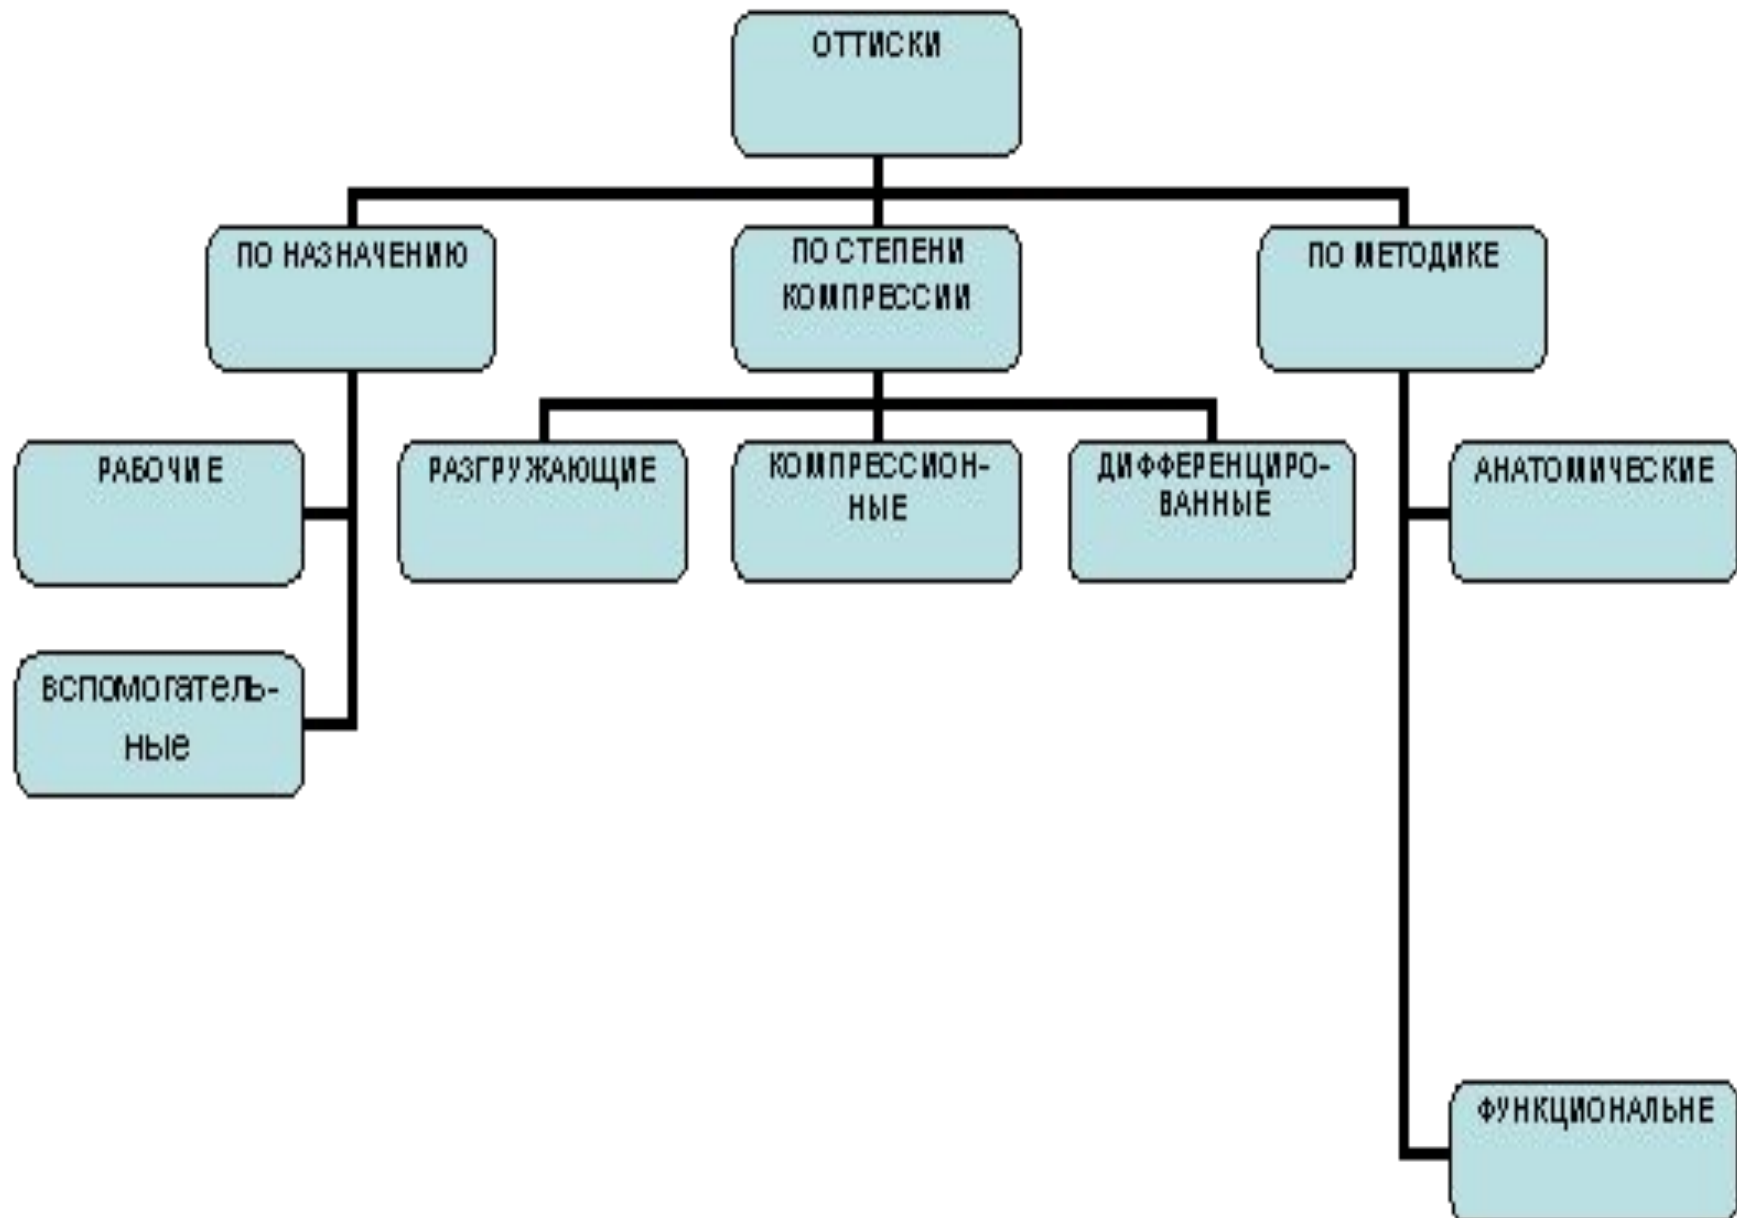 ОТТИСКИ
ПО НАЗНАЧЕНИЮ
ПО СТЕПЕНИ
КОМПРЕССИИ
ПО МЕТОДИКЕ
РАБОЧИЕ
РАЗГРУЖАЮЩИЕ
КОМПРЕССИОН-
НЫЕ
ДИФФЕРЕНЦИРО-
ВАННЫЕ
АНАТОМИЧЕСКИЕ
вспомогатель-
ные
ФУНКЦИОНАЛЬНЕ